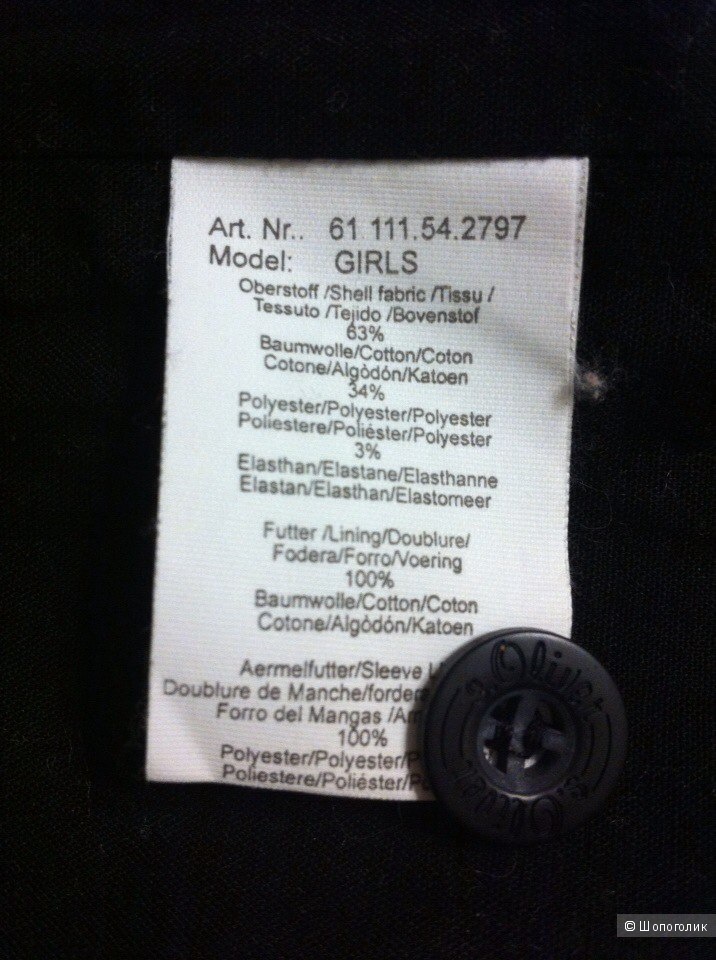 Art. Nr.. 61 111.54.2797
Model: GIRLS
Oberstoff /Shell fabric /Tissu /
Tessuto /Tejido /Bovenstof
63%
Baumwolle/Cotton/Coton
Cotone/Algòdón/Katoen
34%
Polyester/Polyester/Polyester
Poliestere/Poliéster/Polyester
3%
Elasthan/Elastane/Elasthanne
Elastan/Elasthan/Elastomeer
Futter /Lining/Doublure/
Fodera/Forro/Voering
100%
Baumwolle/Cotton/Coton
Cotone/Algòdón/Katoen
Aermelfutter/Sleeve
Doublure de Manche/
Forro del Mangas /
100%
Polyester/Polyester/
Poliestere/Poliéster/
s.Oliver
s.Oliver
© Шопоголик